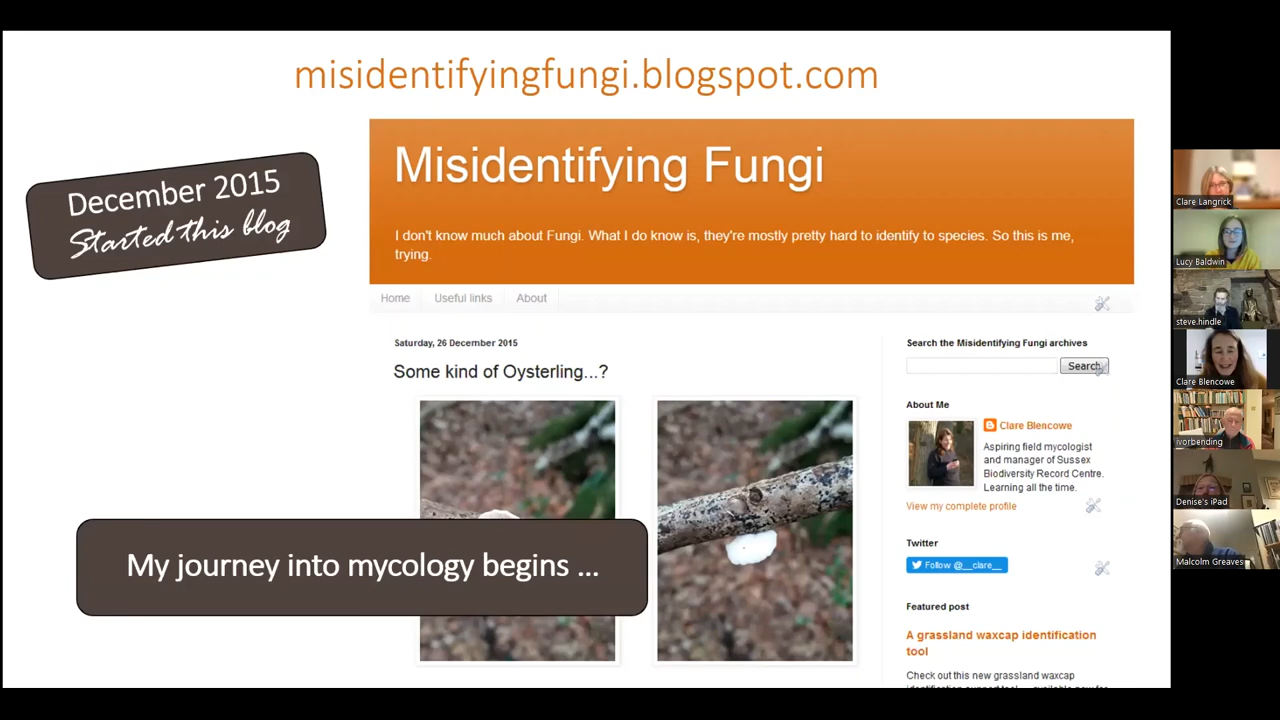 misidentifyingfungi.blogspot.com
December 2015
Started this blog
Misidentifying Fungi
I don't know much about Fungi. What I do know is, they're mostly pretty hard to identify to species. So this is me,
trying.
Home
Useful links
About
Saturday, 26 December 2015
Some kind of Oysterling...?
My journey into mycology begins ...
Search the Misidentifying Fungi archives
Search
About Me
Clare Blencowe
Aspiring field mycologist
and manager of Sussex
Biodiversity Record Centre.
Learning all the time.
View my complete profile
Twitter
Follow @__clare__
Featured post
A grassland waxcap identification
tool
Check out this new grassland waxcap
Clare Langrick
Lucy Baldwin
steve.hindle
Clare Blencowe
ivorbending
Denise's iPad
Malcolm Greaves